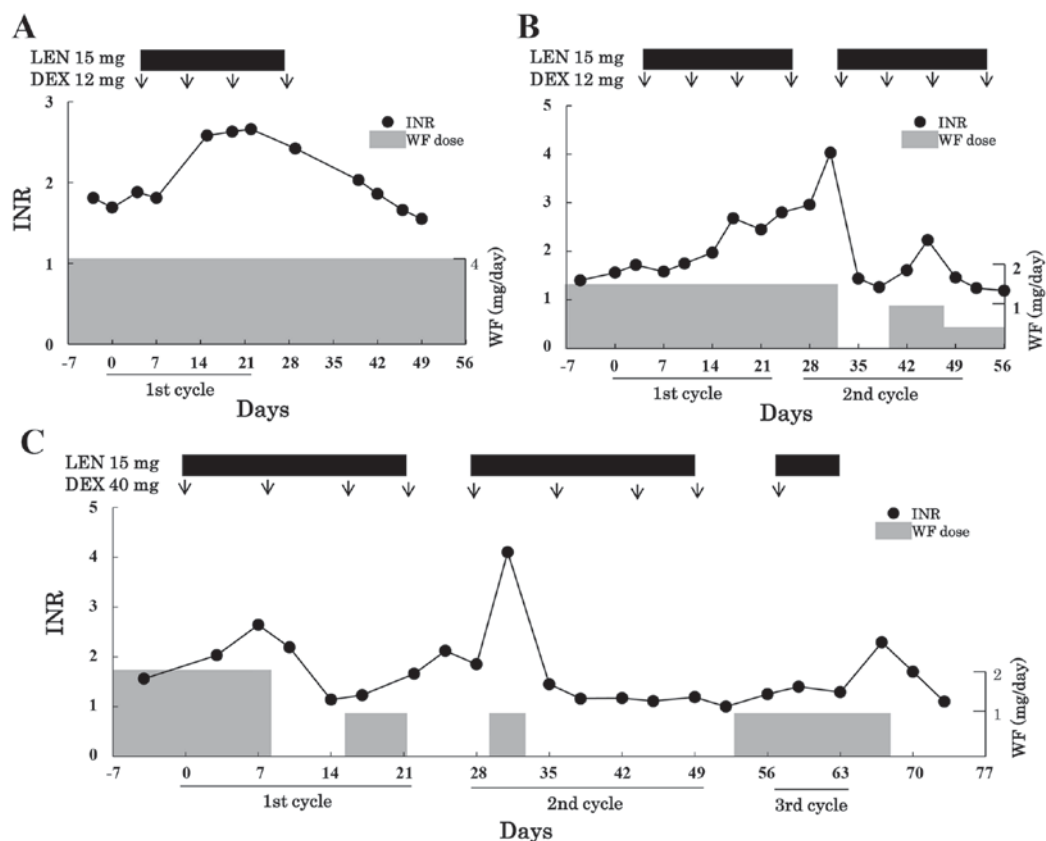 A
LEN 15 mg
DEX 12 mg
3
2
1
0
INR
INR
WF dose
4
WF (mg/day)
-7 0 7 14 21 28 35 42 49 56
1st cycle
Days
B
LEN 15 mg
DEX 12 mg
5
4
3
2
1
0
INR
WF dose
2
1
WF (mg/day)
-7 0 7 14 21 28 35 42 49 56
1st cycle 2nd cycle
Days
C
LEN 15 mg
DEX 40 mg
5
4
3
2
1
0
INR
INR
WF dose
2
1
WF (mg/day)
-7 0 7 14 21 28 35 42 49 56 63 70 77
1st cycle 2nd cycle 3rd cycle
Days